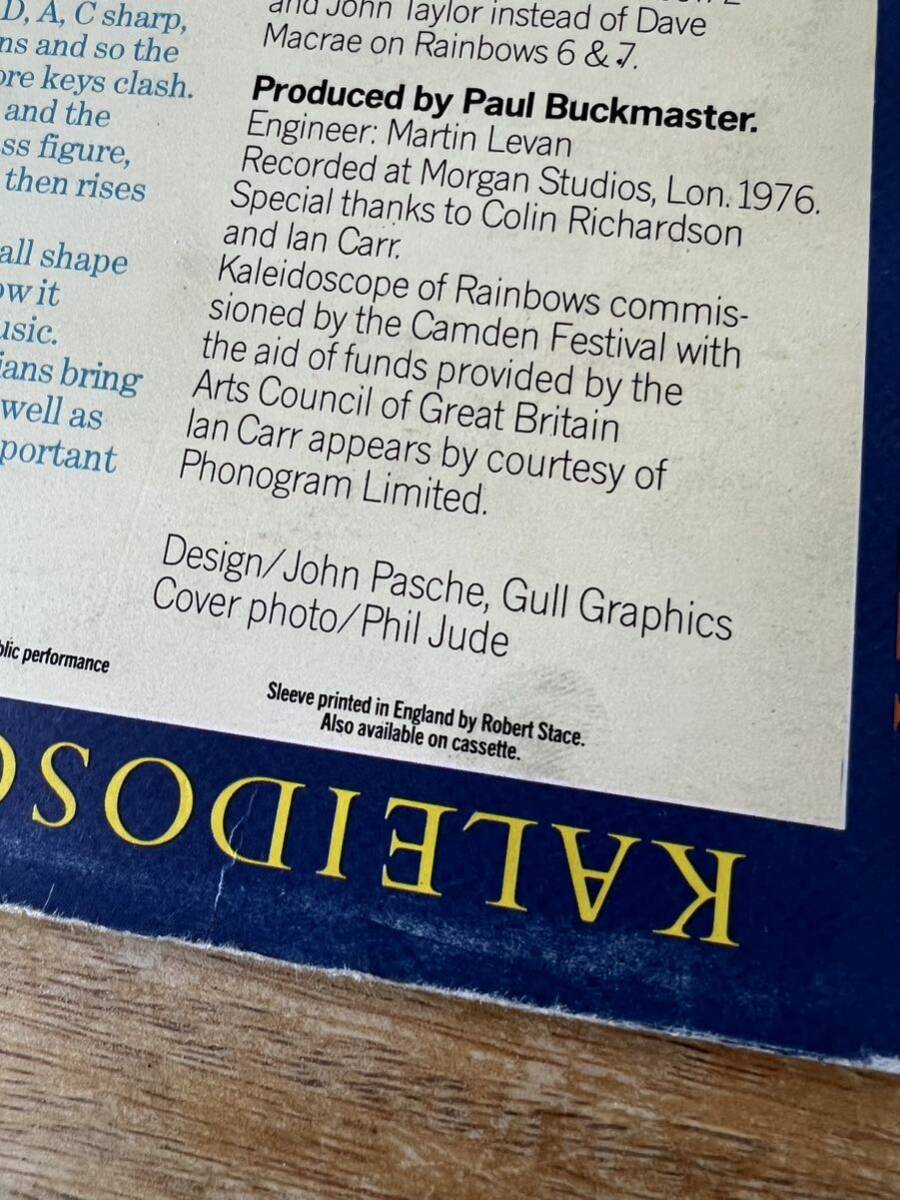 D, A, C sharp,
ns and so the
ore keys clash.
and the
ss figure,
then rises
all shape
ow it
usic.
ians bring
well as
portant
blic performance
and John Taylor instead of Dave
Macrae on Rainbows 6 & 7.
Produced by Paul Buckmaster.
Engineer: Martin Levan
Recorded at Morgan Studios, Lon. 1976.
Special thanks to Colin Richardson
and Ian Carr.
Kaleidoscope of Rainbows commis-
sioned by the Camden Festival with
the aid of funds provided by the
Arts Council of Great Britain
Ian Carr appears by courtesy of
Phonogram Limited.
Design/John Pasche, Gull Graphics
Cover photo/Phil Jude
Sleeve printed in England by Robert Stace.
Also available on cassette.
KALEIDOSC